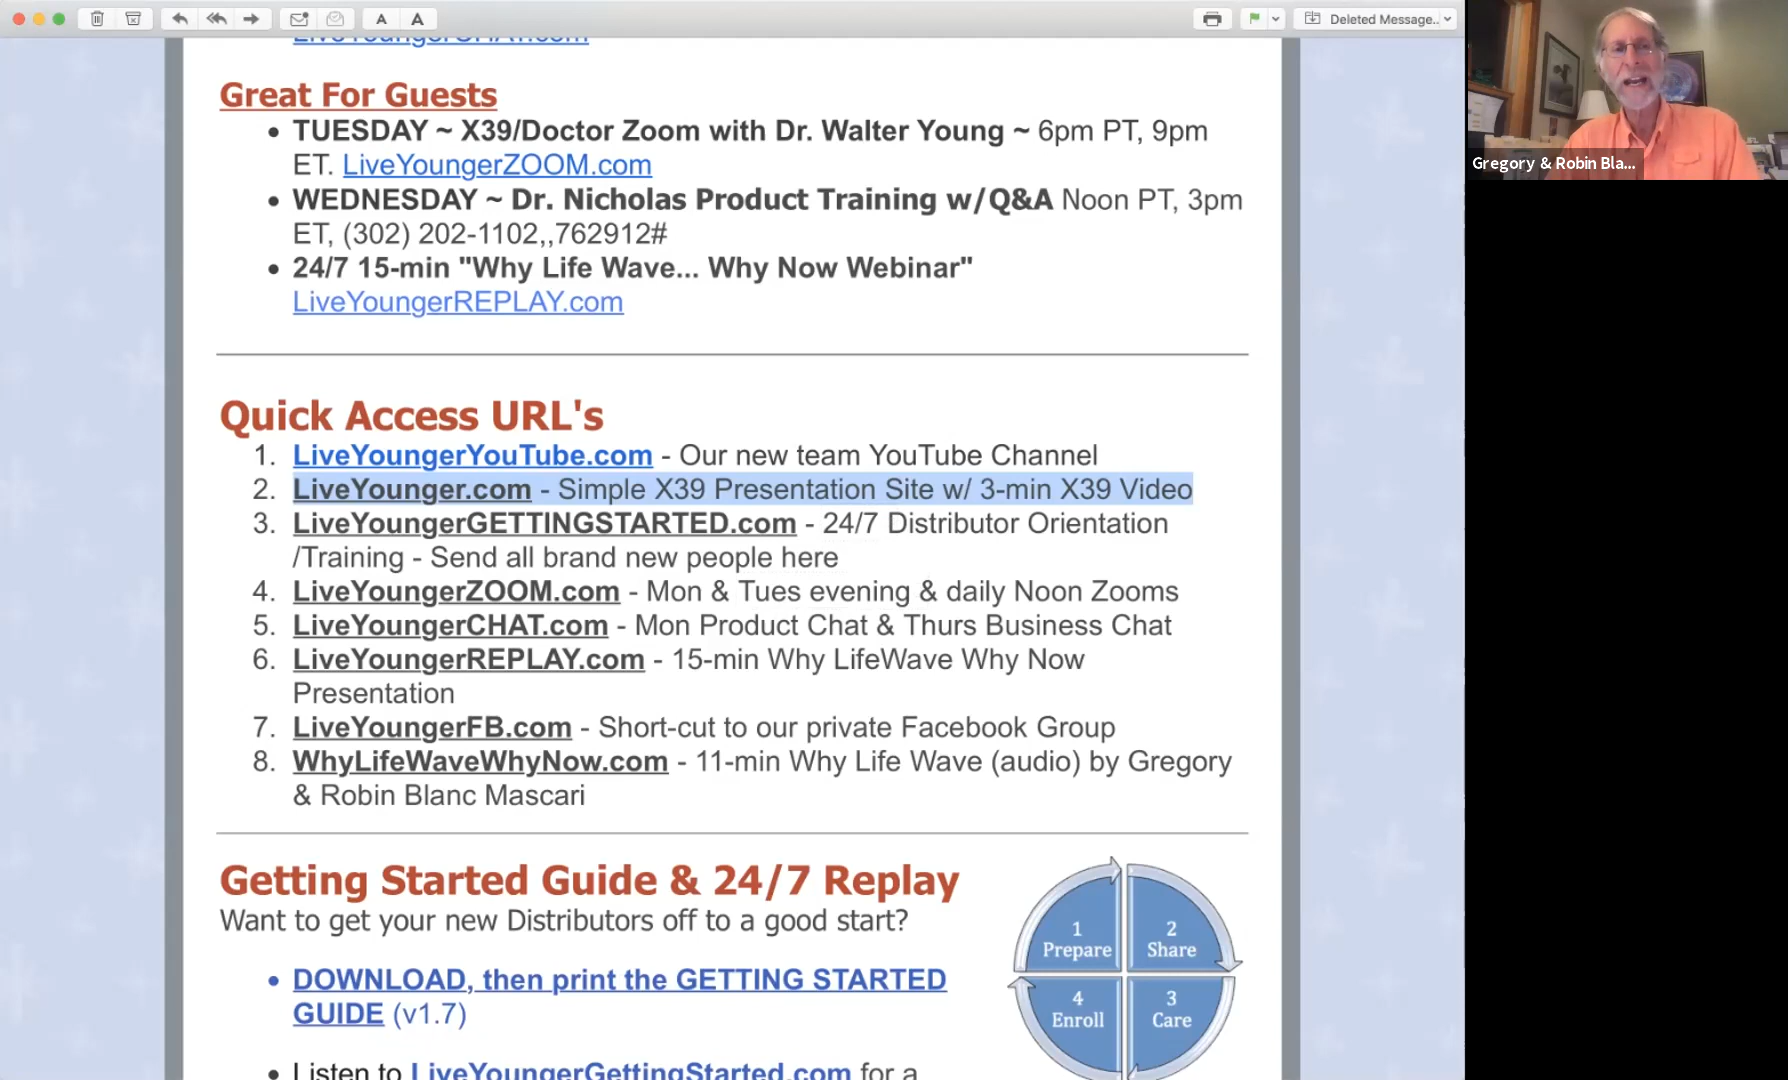 Deleted Message..
LiveYoungerCHAT.com
Great For Guests
• TUESDAY ~ X39/Doctor Zoom with Dr. Walter Young ~ 6pm PT, 9pm
ET. LiveYoungerZOOM.com
• WEDNESDAY ~ Dr. Nicholas Product Training w/Q&A Noon PT, 3pm
ET, (302) 202-1102,,762912#
• 24/7 15-min "Why Life Wave... Why Now Webinar"
LiveYoungerREPLAY.com
Quick Access URL's
1. LiveYoungerYouTube.com - Our new team YouTube Channel
2. LiveYounger.com - Simple X39 Presentation Site w/ 3-min X39 Video
3. LiveYoungerGETTINGSTARTED.com - 24/7 Distributor Orientation
/Training - Send all brand new people here
4. LiveYoungerZOOM.com - Mon & Tues evening & daily Noon Zooms
5. LiveYoungerCHAT.com - Mon Product Chat & Thurs Business Chat
6. LiveYoungerREPLAY.com - 15-min Why LifeWave Why Now
Presentation
7. LiveYoungerFB.com - Short-cut to our private Facebook Group
8. WhyLifeWaveWhyNow.com - 11-min Why Life Wave (audio) by Gregory
& Robin Blanc Mascari
Getting Started Guide & 24/7 Replay
Want to get your new Distributors off to a good start?
• DOWNLOAD, then print the GETTING STARTED
GUIDE (v1.7)
• Listen to LiveYoungerGettingStarted.com for a
1
Prepare
2
Share
4
Enroll
3
Care
Gregory & Robin Bla...
A
A